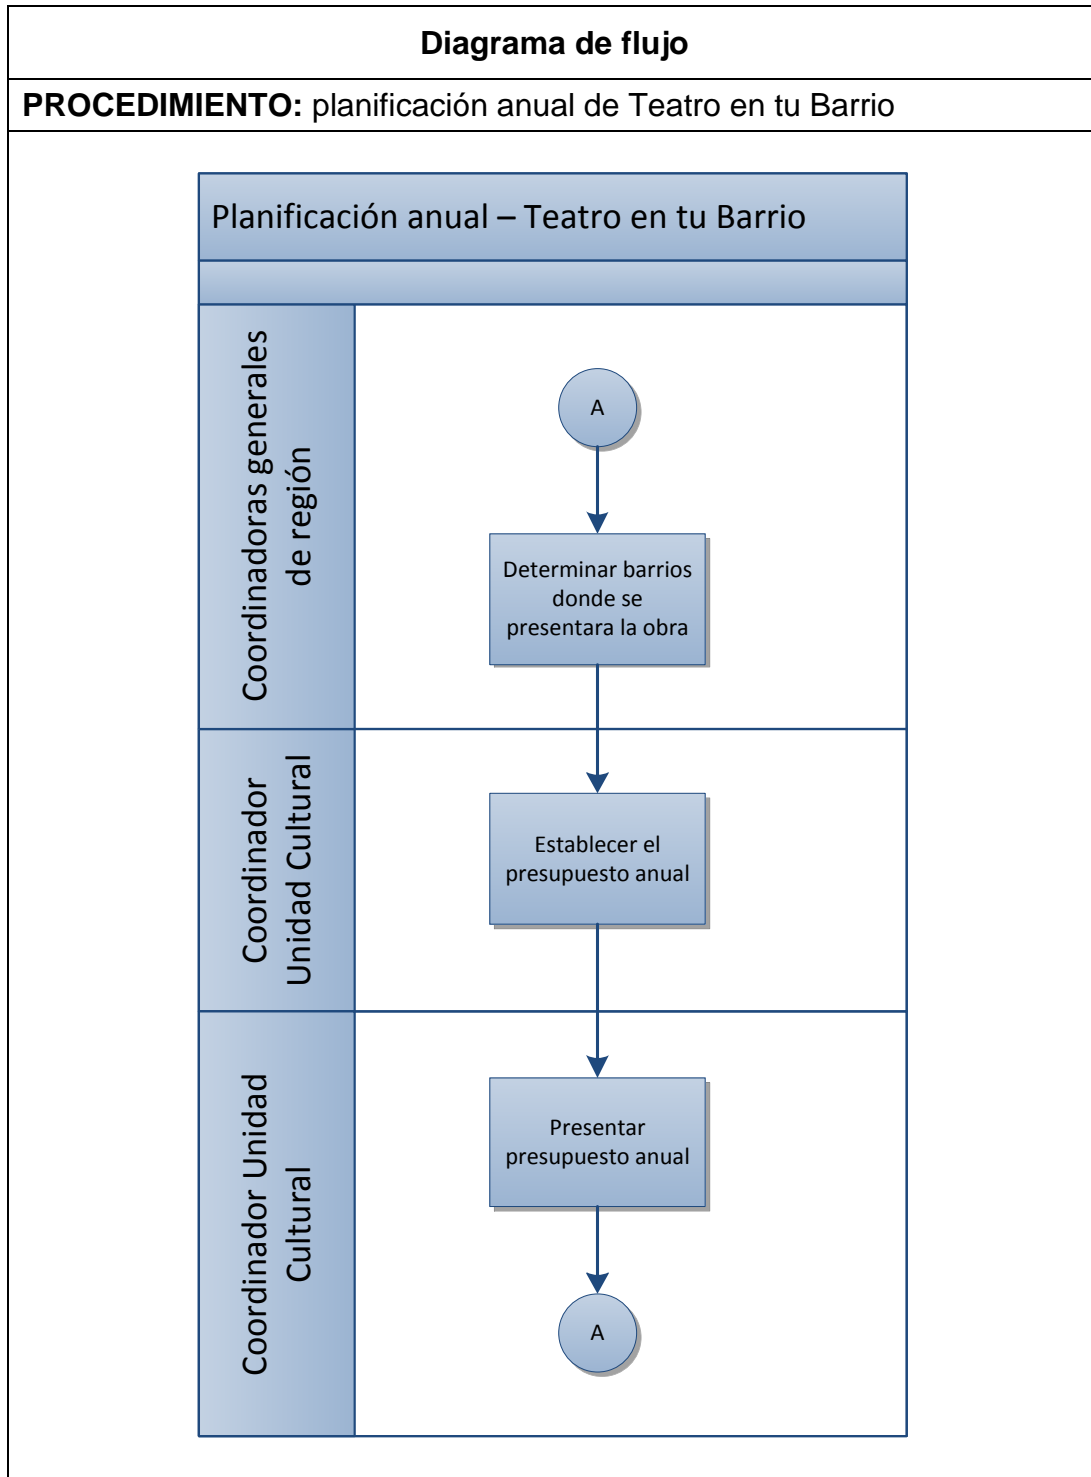 Diagrama de flujo
PROCEDIMIENTO: planificación anual de Teatro en tu Barrio
Planificación anual – Teatro en tu Barrio
Coordinadoras generales
de región
A
Determinar barrios
donde se
presentara la obra
Coordinador
Unidad Cultural
Establecer el
presupuesto anual
Coordinador Unidad
Cultural
Presentar
presupuesto anual
A